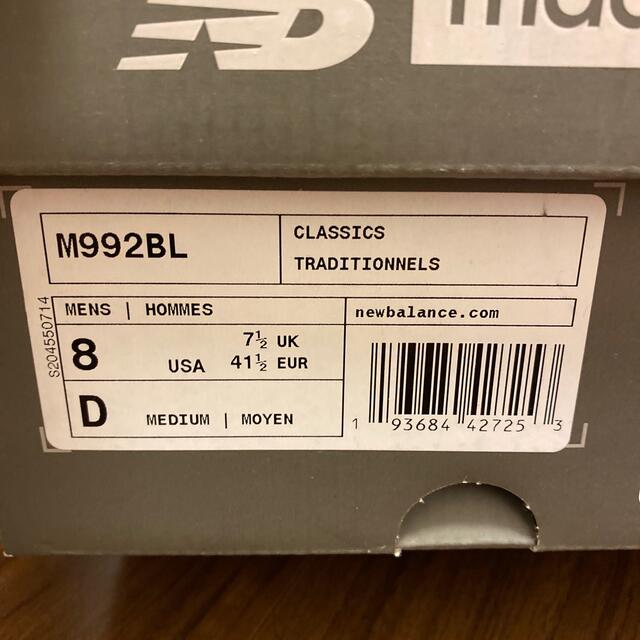 M992BL
CLASSICS
TRADITIONNELS
MENS | HOMMES
newbalance.com
8 USA 7½ UK
41½ EUR
D MEDIUM | MOYEN
1 93684 42725 3
S204550714